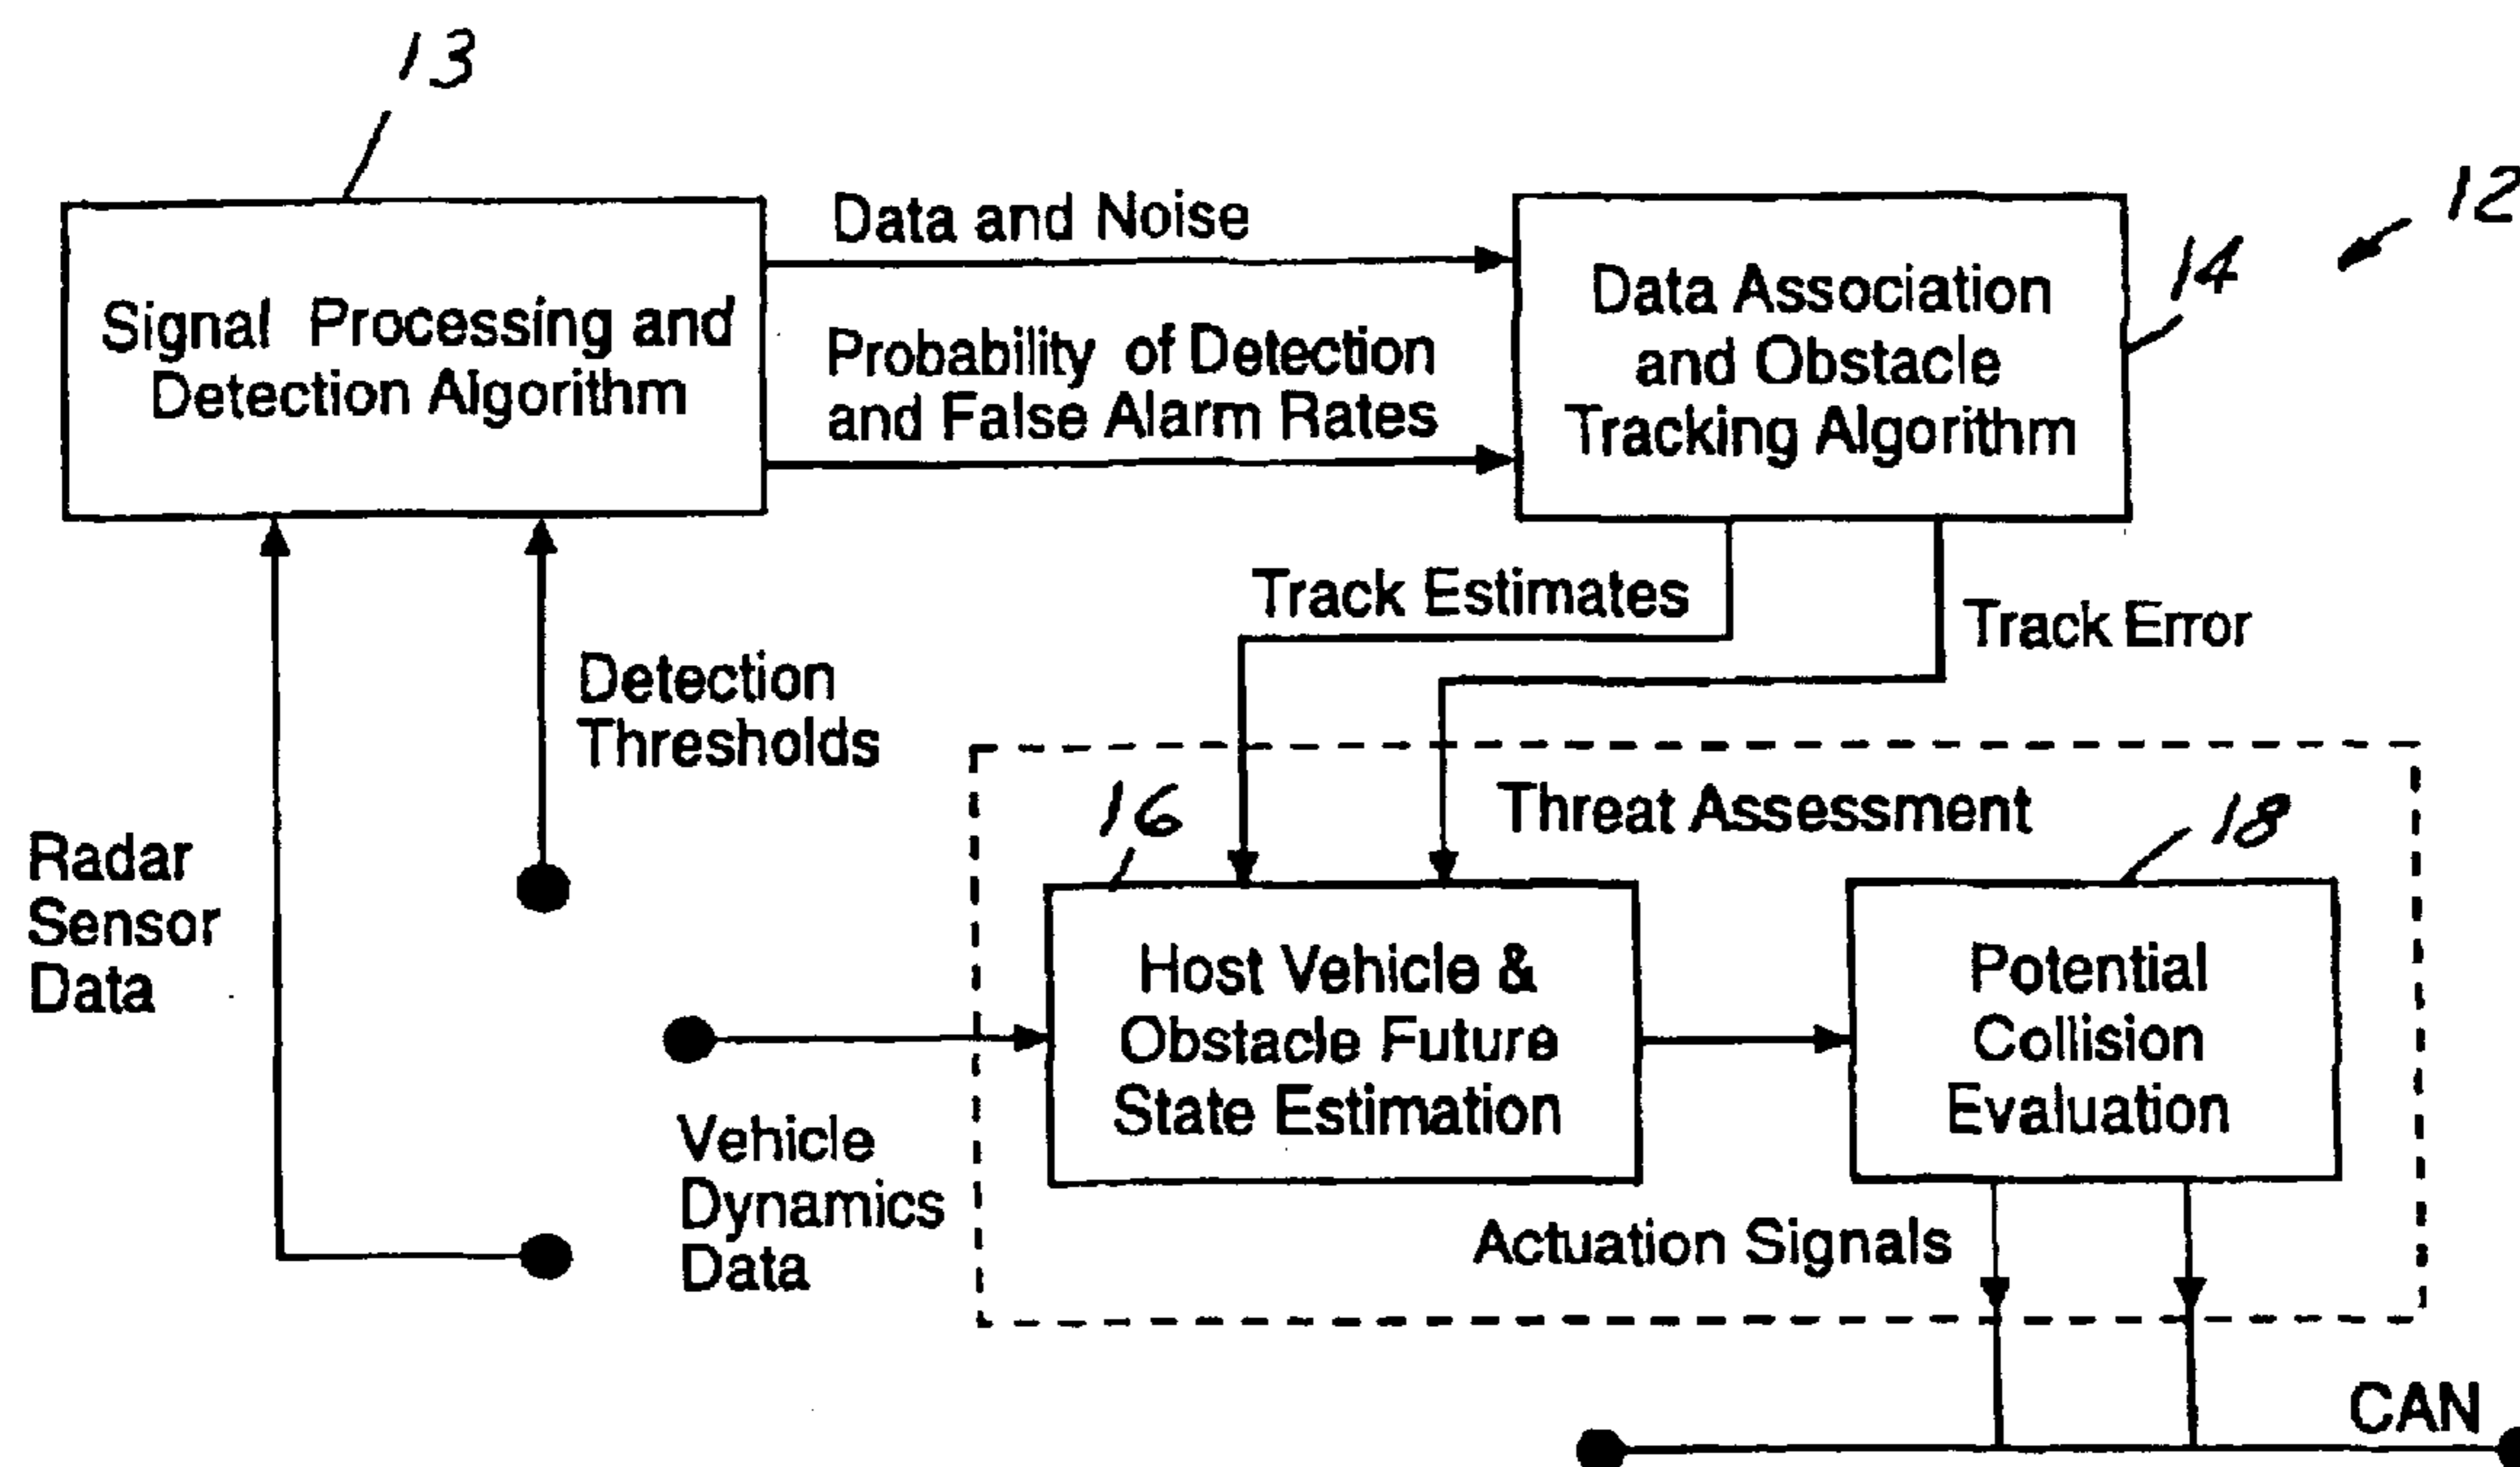 13
12
14
Data and Noise
Signal Processing and
Detection Algorithm
Probability of Detection
and False Alarm Rates
Data Association
and Obstacle
Tracking Algorithm
Track Estimates
Track Error
Detection
Thresholds
Radar
Sensor
Data
Threat Assessment
16
18
Host Vehicle &
Obstacle Future
State Estimation
Potential
Collision
Evaluation
Vehicle
Dynamics
Data
Actuation Signals
CAN